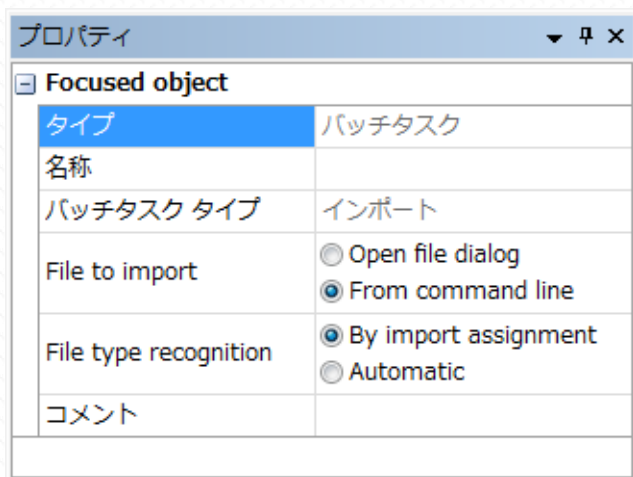 プロパティ
Focused object
タイプ バッチタスク
名称
バッチタスク タイプ インポート
File to import
Open file dialog
From command line
File type recognition
By import assignment
Automatic
コメント